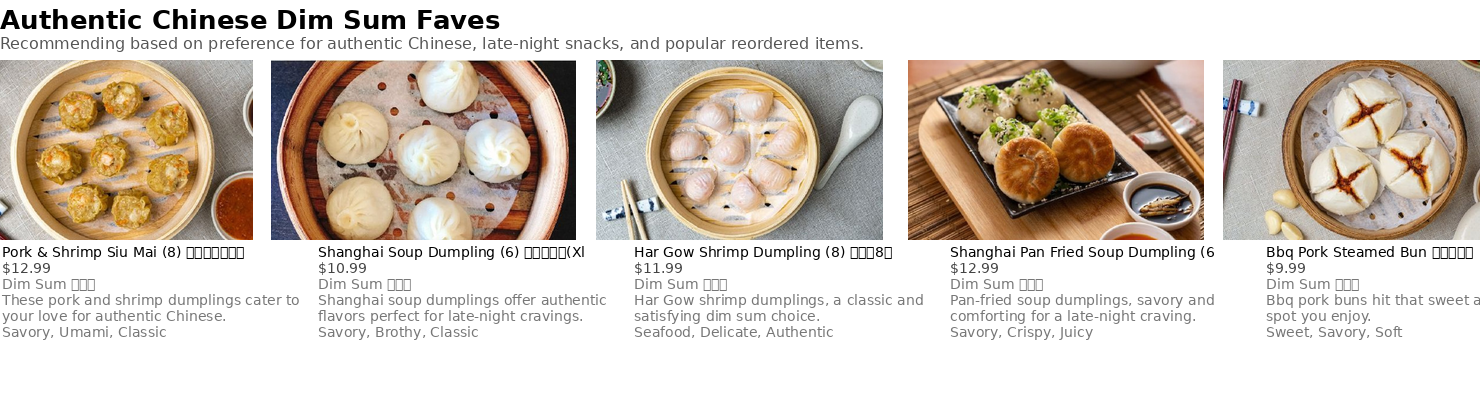 Authentic Chinese Dim Sum Faves
Recommending based on preference for authentic Chinese, late-night snacks, and popular reordered items.
Pork & Shrimp Siu Mai (8)
$12.99
Dim Sum
These pork and shrimp dumplings cater to
your love for authentic Chinese.
Savory, Umami, Classic
Shanghai Soup Dumpling (6) (Xl
$10.99
Dim Sum
Shanghai soup dumplings offer authentic
flavors perfect for late-night cravings.
Savory, Brothy, Classic
Har Gow Shrimp Dumpling (8) 8
$11.99
Dim Sum
Har Gow shrimp dumplings, a classic and
satisfying dim sum choice.
Seafood, Delicate, Authentic
Shanghai Pan Fried Soup Dumpling (6
$12.99
Dim Sum
Pan-fried soup dumplings, savory and
comforting for a late-night craving.
Savory, Crispy, Juicy
Bbq Pork Steamed Bun
$9.99
Dim Sum
Bbq pork buns hit that sweet a
spot you enjoy.
Sweet, Savory, Soft